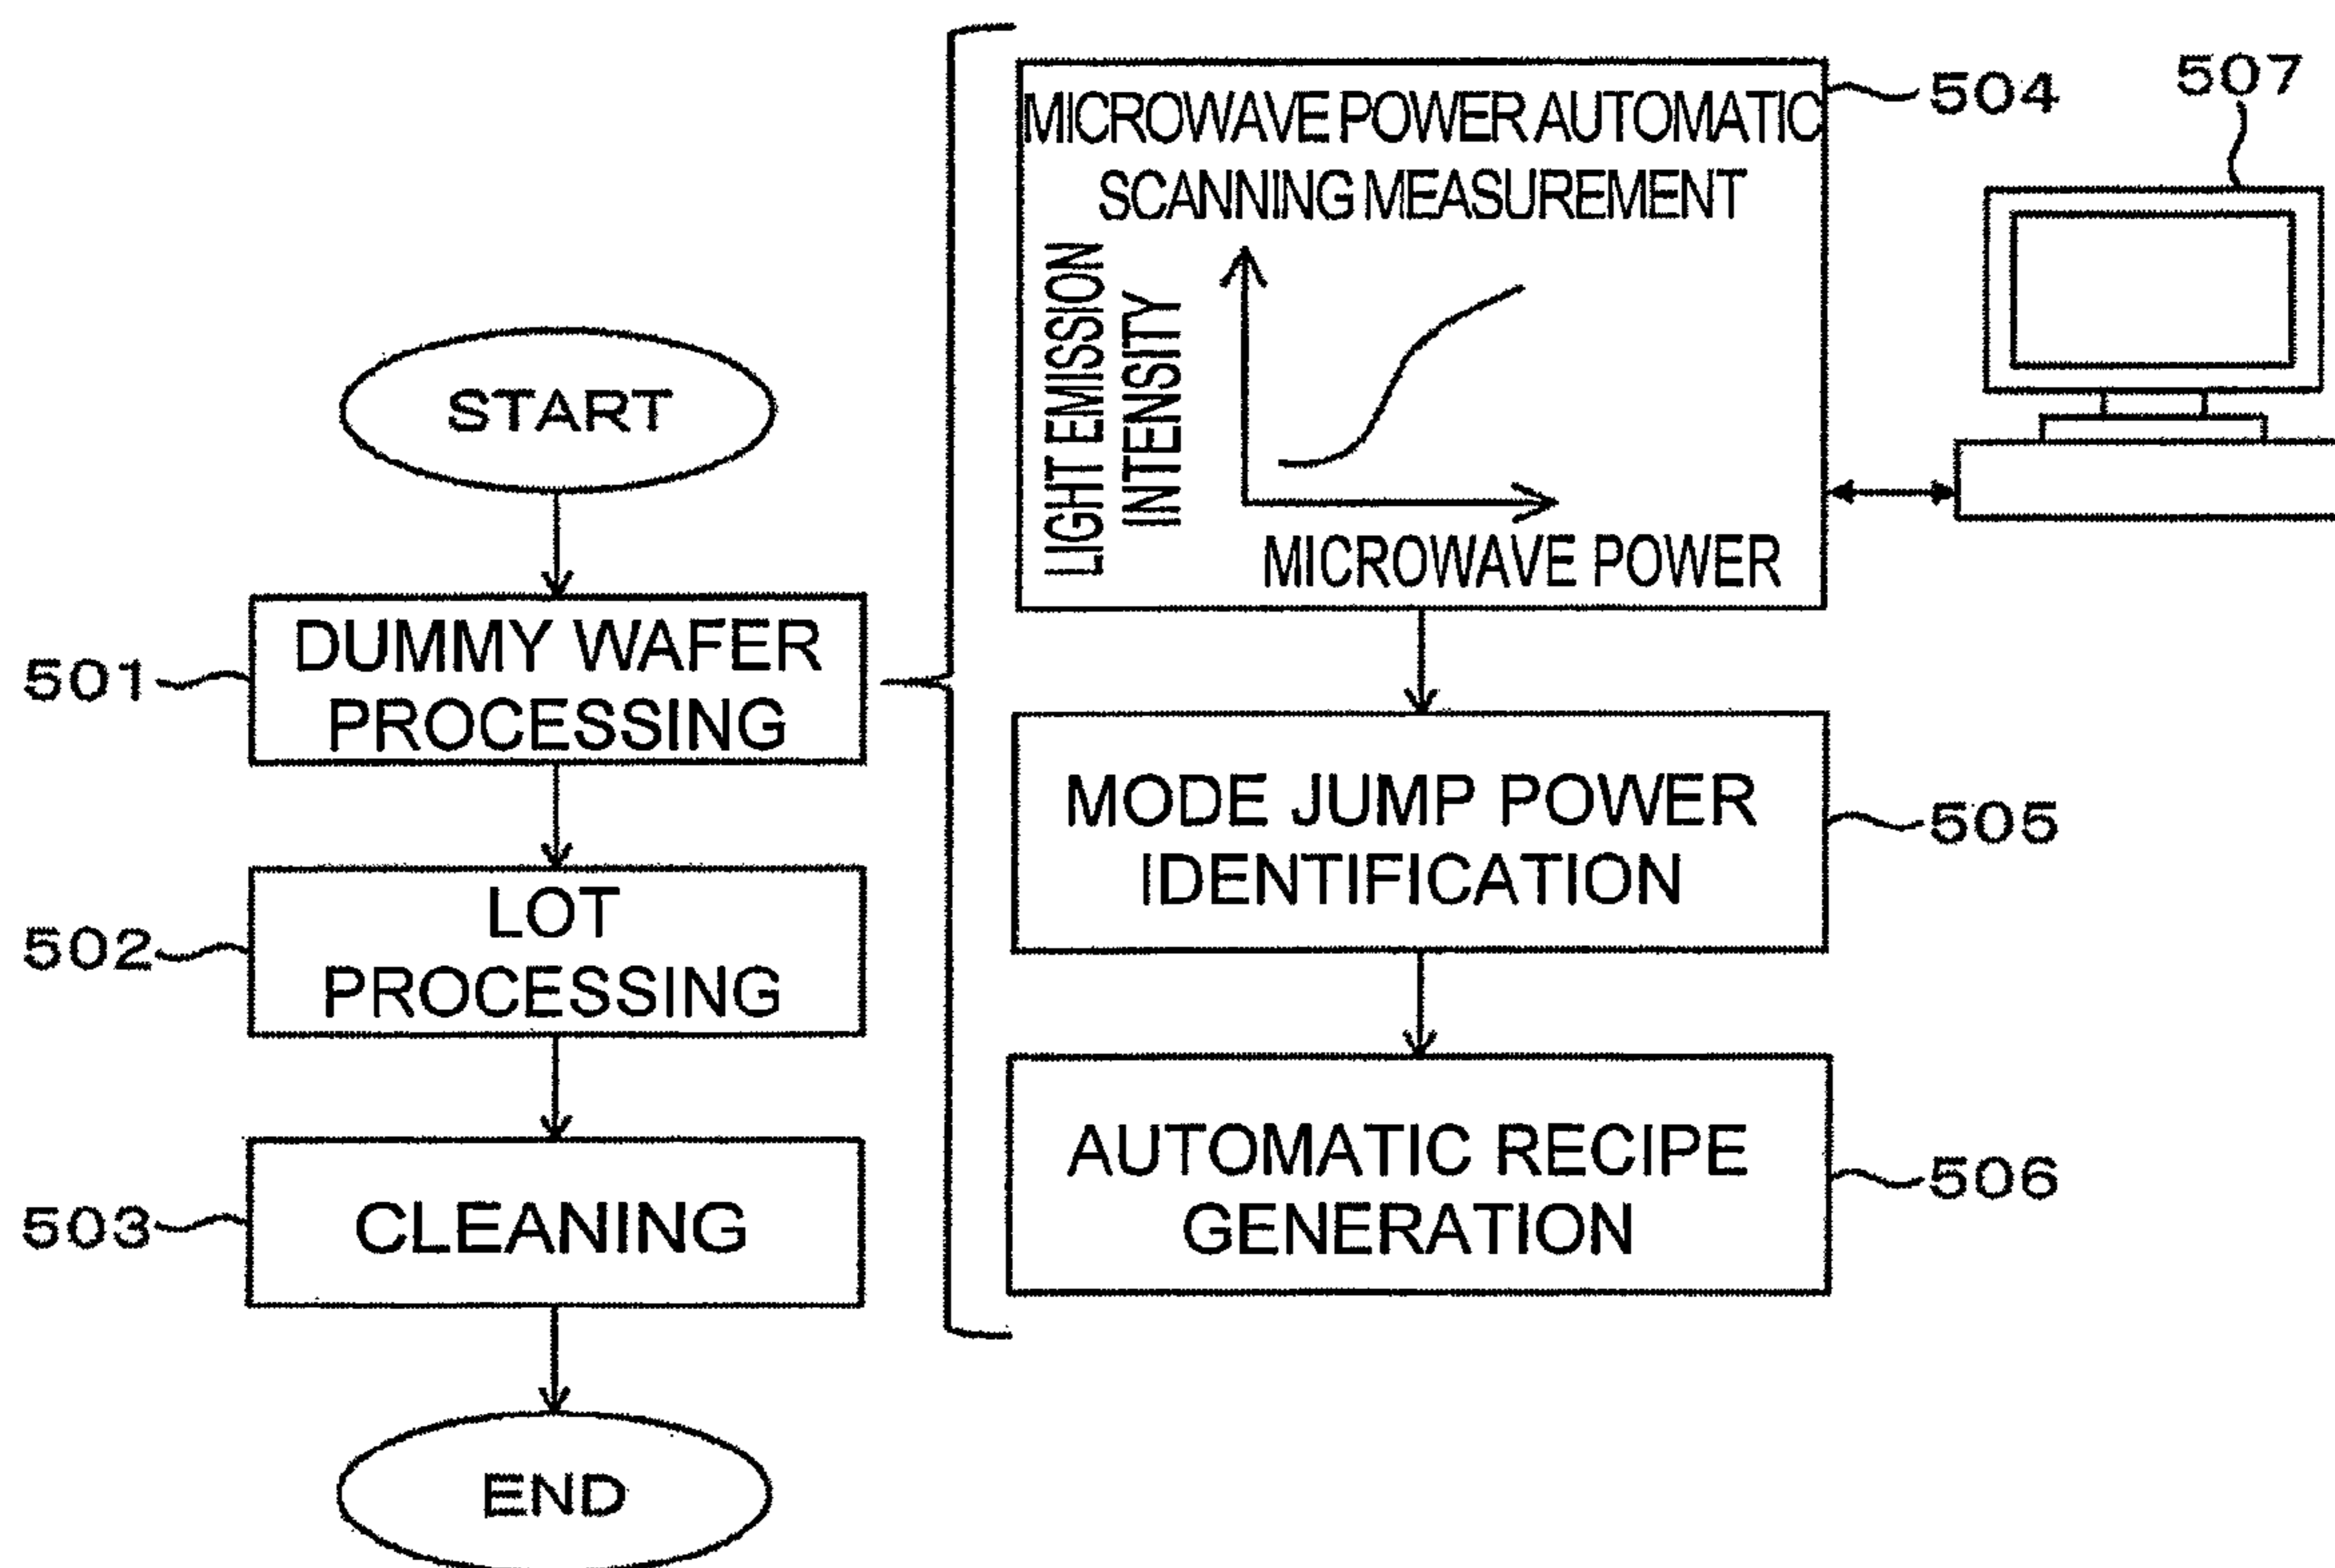 START
501
DUMMY WAFER
PROCESSING
502
LOT
PROCESSING
503
CLEANING
END
504
MICROWAVE POWER AUTOMATIC
SCANNING MEASUREMENT
LIGHT EMISSION
INTENSITY
MICROWAVE POWER
507
MODE JUMP POWER
IDENTIFICATION
505
AUTOMATIC RECIPE
GENERATION
506